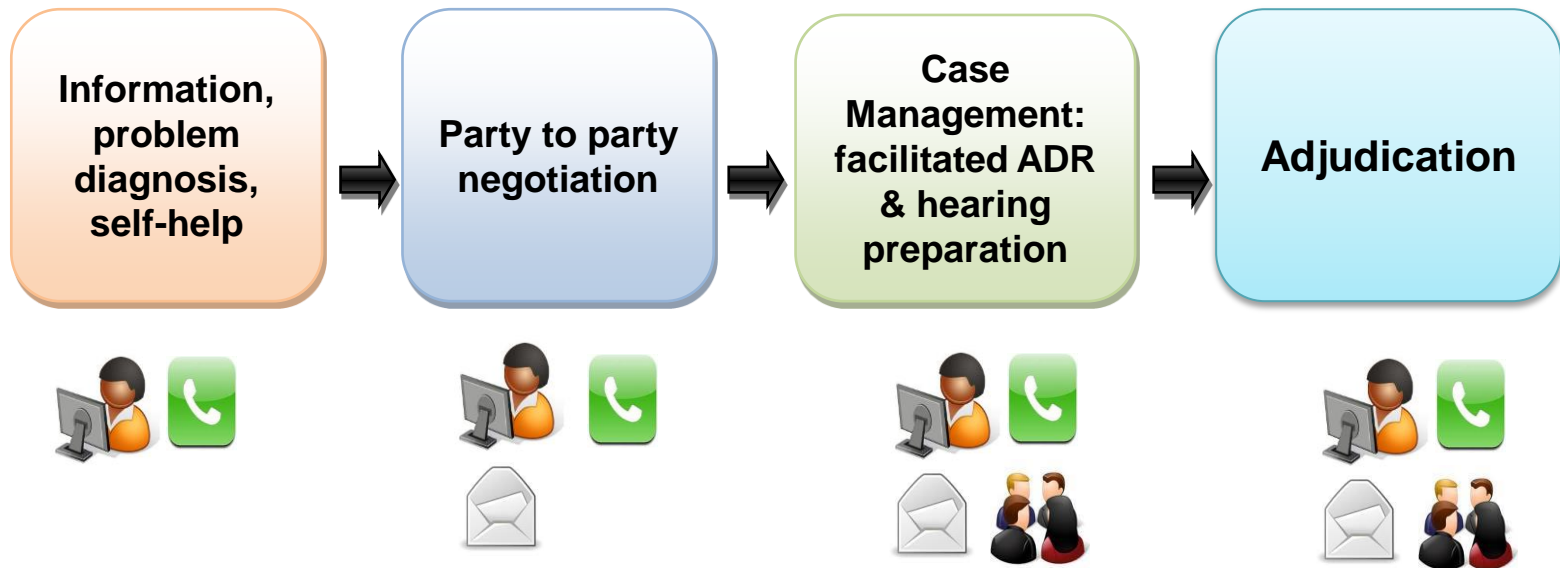 Information,
problem
diagnosis,
self-help
Party to party
negotiation
Case
Management:
facilitated ADR
& hearing
preparation
Adjudication